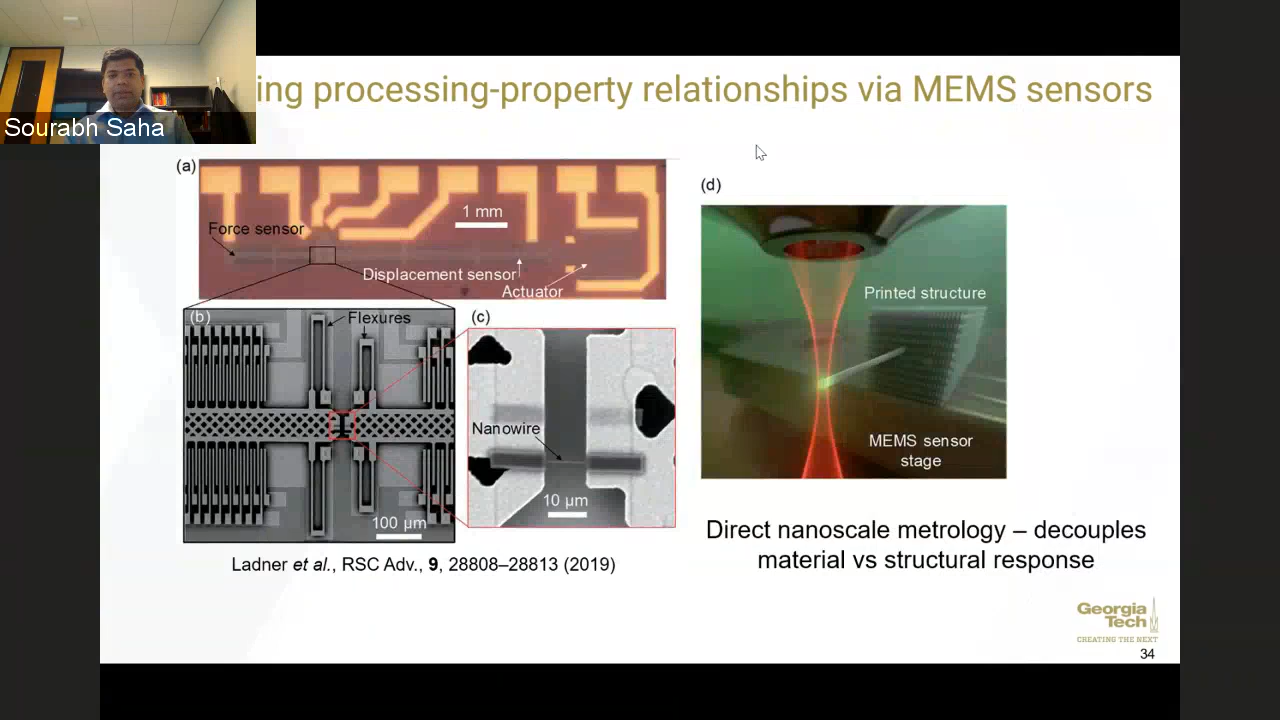 ing processing-property relationships via MEMS sensors
Sourabh Saha
(a)
1 mm
Force sensor
Displacement sensor
Actuator
(b)
Flexures
100 µm
(c)
Nanowire
10 µm
(d)
Printed structure
MEMS sensor
stage
Ladner et al., RSC Adv., 9, 28808–28813 (2019)
Direct nanoscale metrology – decouples
material vs structural response
Georgia
Tech
CREATING THE NEXT
34